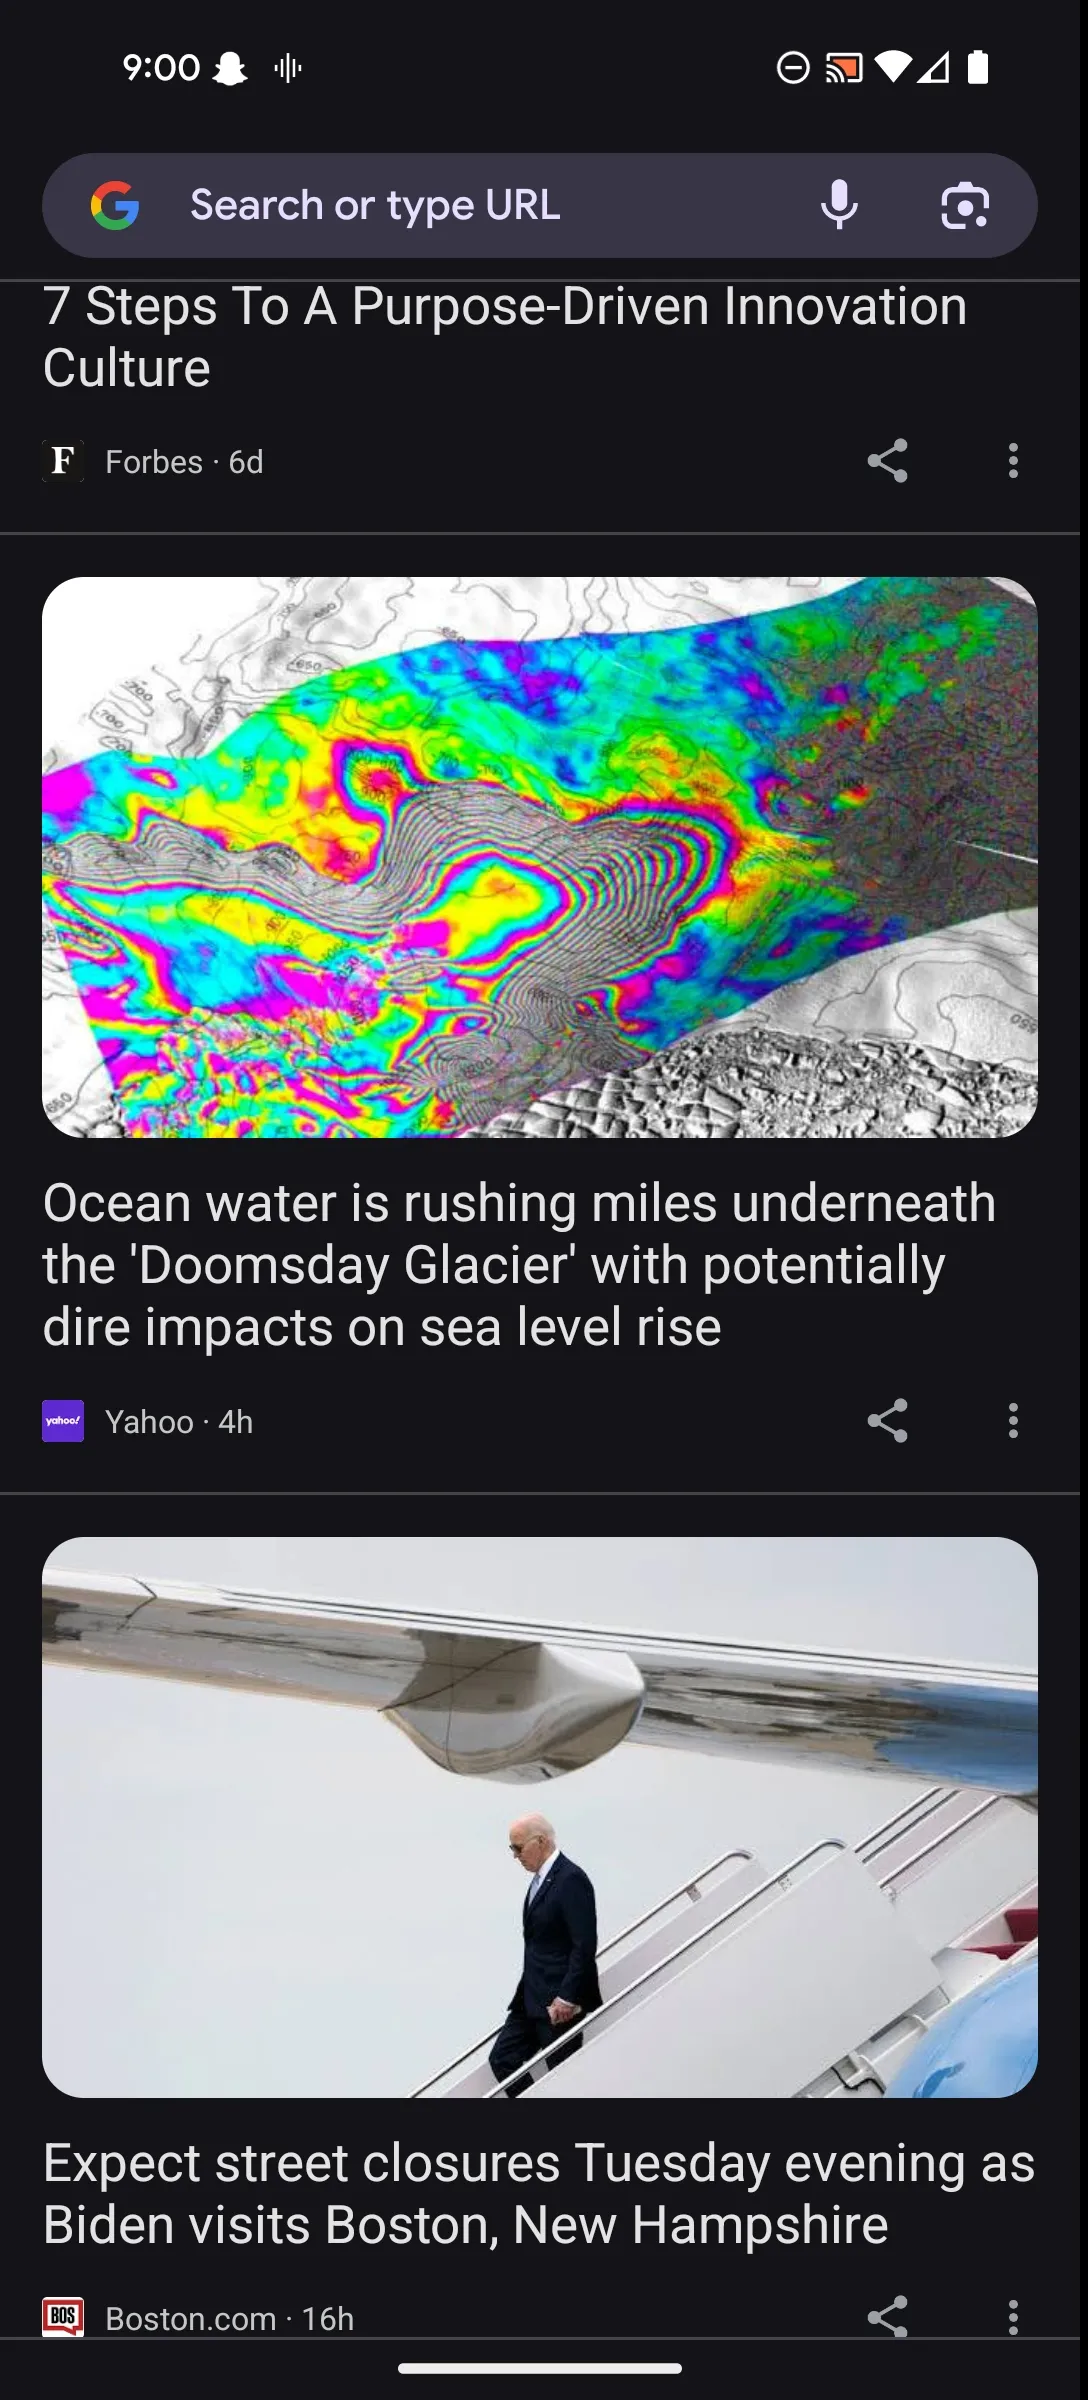 9:00
Search or type URL
7 Steps To A Purpose-Driven Innovation
Culture
F Forbes · 6d
Ocean water is rushing miles underneath
the 'Doomsday Glacier' with potentially
dire impacts on sea level rise
yahoo! Yahoo · 4h
Expect street closures Tuesday evening as
Biden visits Boston, New Hampshire
BOS Boston.com · 16h